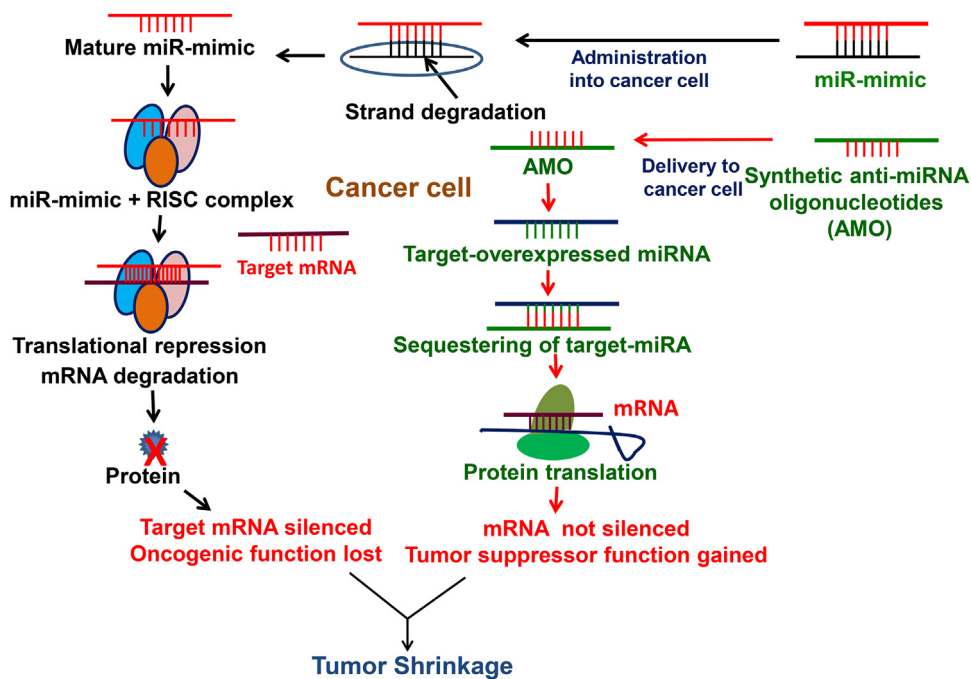 Mature miR-mimic
Strand degradation
Administration
into cancer cell
miR-mimic
miR-mimic + RISC complex
Target mRNA
Translational repression
mRNA degradation
Protein
X
Target mRNA silenced
Oncogenic function lost
Cancer cell
AMO
Delivery to
cancer cell
Synthetic anti-miRNA
oligonucleotides
(AMO)
Target-overexpressed miRNA
Sequestering of target-miRA
mRNA
Protein translation
mRNA not silenced
Tumor suppressor function gained
Tumor Shrinkage